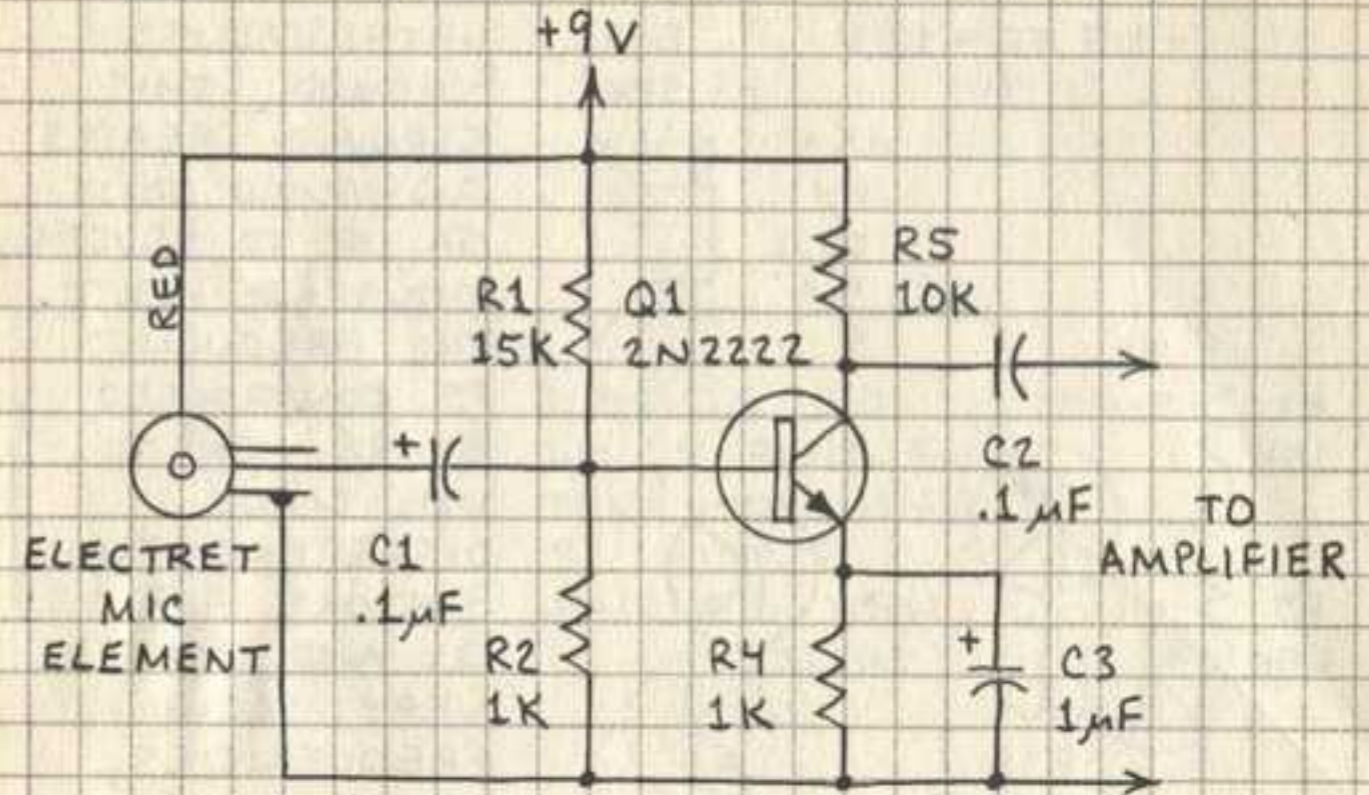 +9V
RED
R1
15K
Q1
2N2222
R5
10K
+
C1
.1µF
C2
.1µF
TO
AMPLIFIER
ELECTRET
MIC
ELEMENT
R2
1K
R4
1K
+
C3
1µF